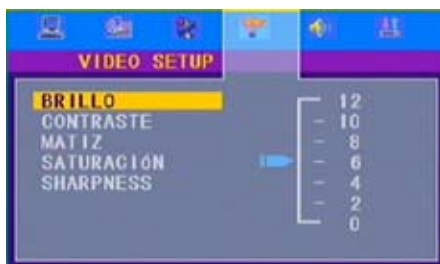 VIDEO SETUP
BRILLO
CONTRASTE
MATIZ
SATURACIÓN
SHARPNESS
12
10
8
6
4
2
0